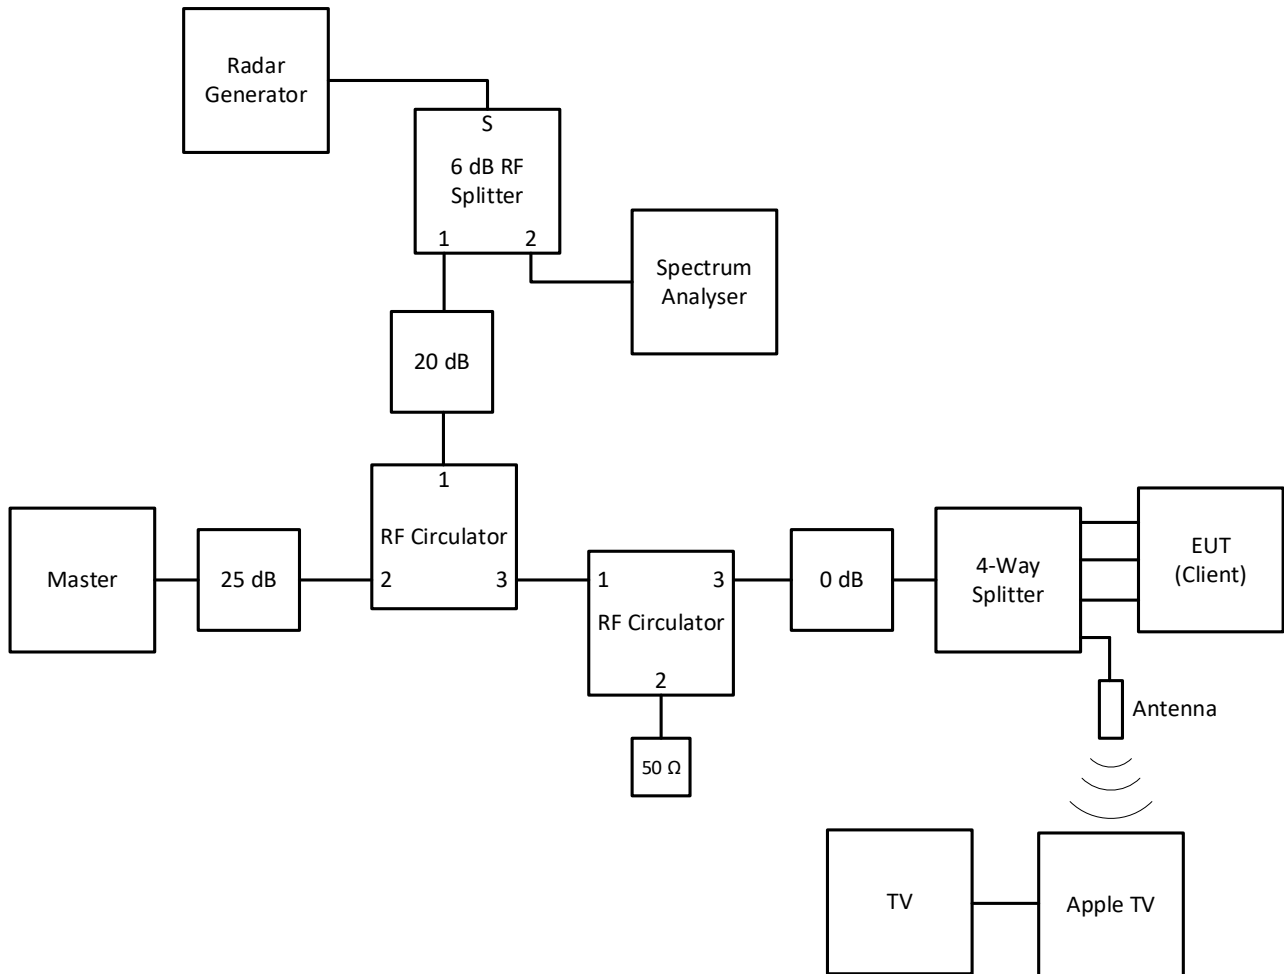 Radar
Generator
S
6 dB RF
Splitter
1
2
Spectrum
Analyser
20 dB
1
RF Circulator
2
3
Master
25 dB
1
3
RF Circulator
2
50 Ω
0 dB
4-Way
Splitter
EUT
(Client)
Antenna
TV
Apple TV